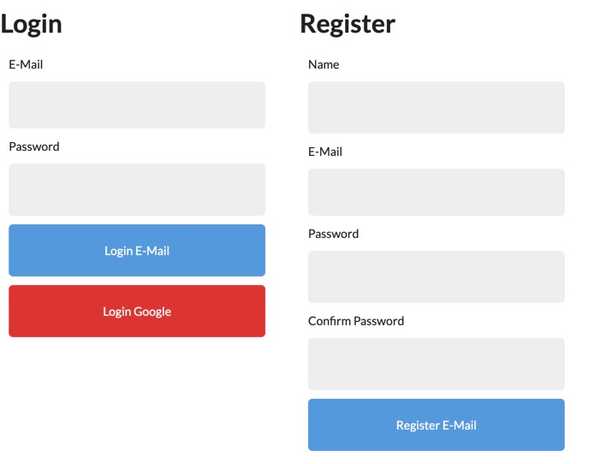 Login
E-Mail
Password
Login E-Mail
Login Google
Register
Name
E-Mail
Password
Confirm Password
Register E-Mail